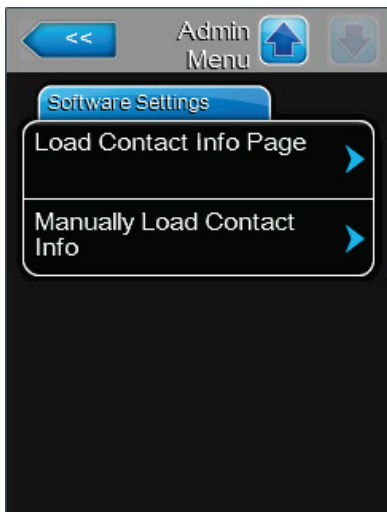 <<
Admin
Menu
Software Settings
Load Contact Info Page
Manually Load Contact
Info